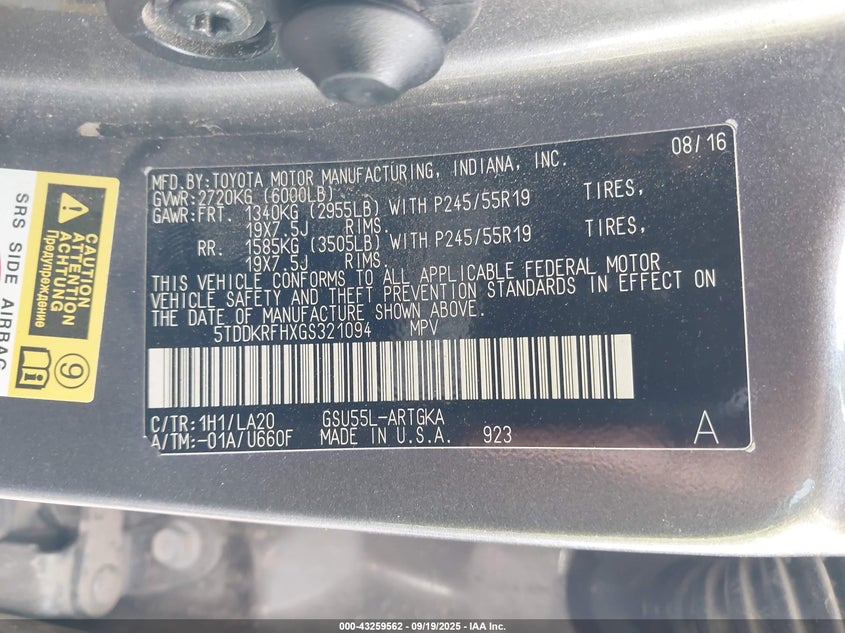 08/16
MFD.BY:TOYOTA MOTOR MANUFACTURING, INDIANA, INC.
GVWR:2720KG (6000LB)
GAWR:FRT. 1340KG (2955LB) WITH P245/55R19 TIRES,
19X7.5J RIMS.
RR. 1585KG (3505LB) WITH P245/55R19 TIRES,
19X7.5J RIMS
THIS VEHICLE CONFORMS TO ALL APPLICABLE FEDERAL MOTOR
VEHICLE SAFETY AND THEFT PREVENTION STANDARDS IN EFFECT ON
THE DATE OF MANUFACTURE SHOWN ABOVE.
5TDDKRFHXGS321094 MPV
C/TR:1H1/LA20 GSU55L-ARTGKA
A/TM:-01A/U660F MADE IN U.S.A. 923 A
SRS SIDE AIRBAG
CAUTION
ATTENTION
ACHTUNG
Предупреждение
9
000-43259562 - 09/19/2025 - IAA Inc.